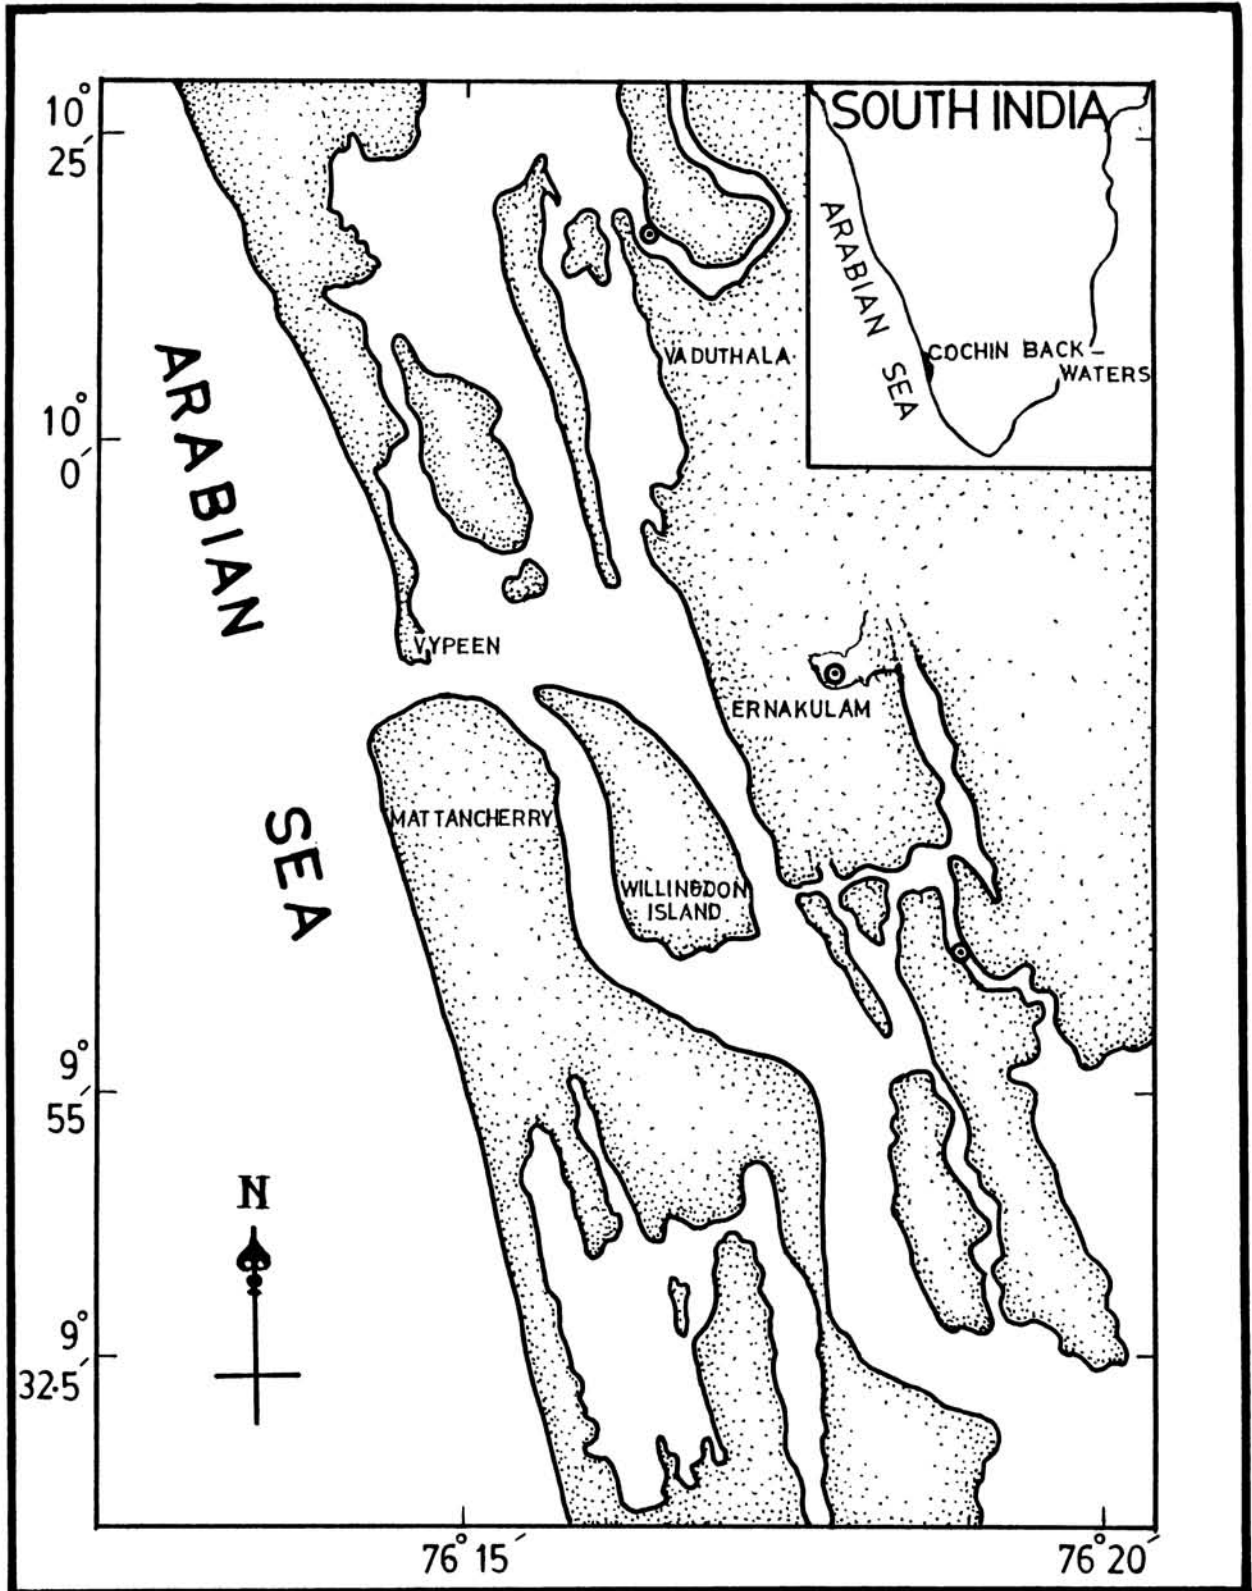 10°
25′
SOUTH INDIA
ARABIAN SEA
VADUTHALA
COCHIN BACK-
WATERS
10°
0′
ARABIAN
SEA
VYPEEN
ERNAKULAM
MATTANCHERRY
WILLINGDON
ISLAND
9°
55′
N
9°
32·5′
76° 15′
76° 20′